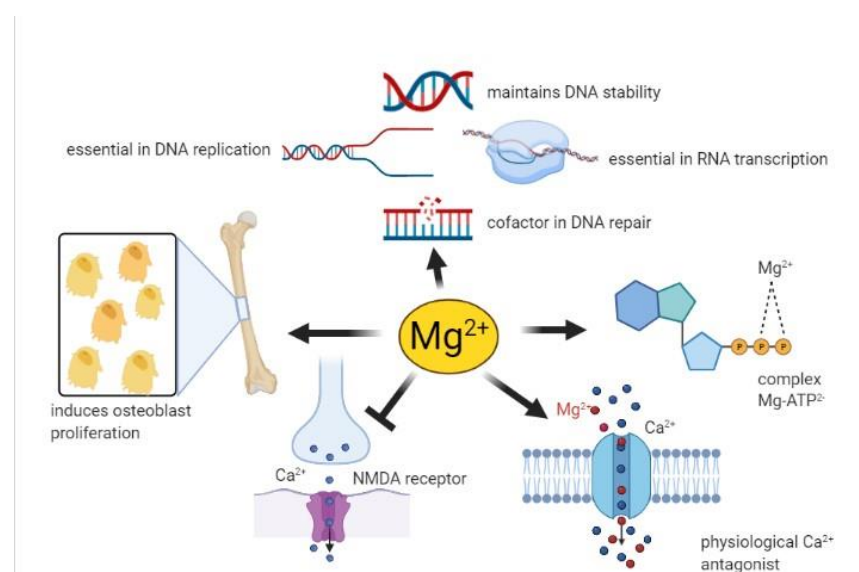 maintains DNA stability
essential in DNA replication
essential in RNA transcription
cofactor in DNA repair
Mg²⁺
Mg²⁺
P P P
complex
Mg-ATP²⁻
induces osteoblast
proliferation
Mg²⁺
Ca²⁺
Ca²⁺
NMDA receptor
physiological Ca²⁺
antagonist